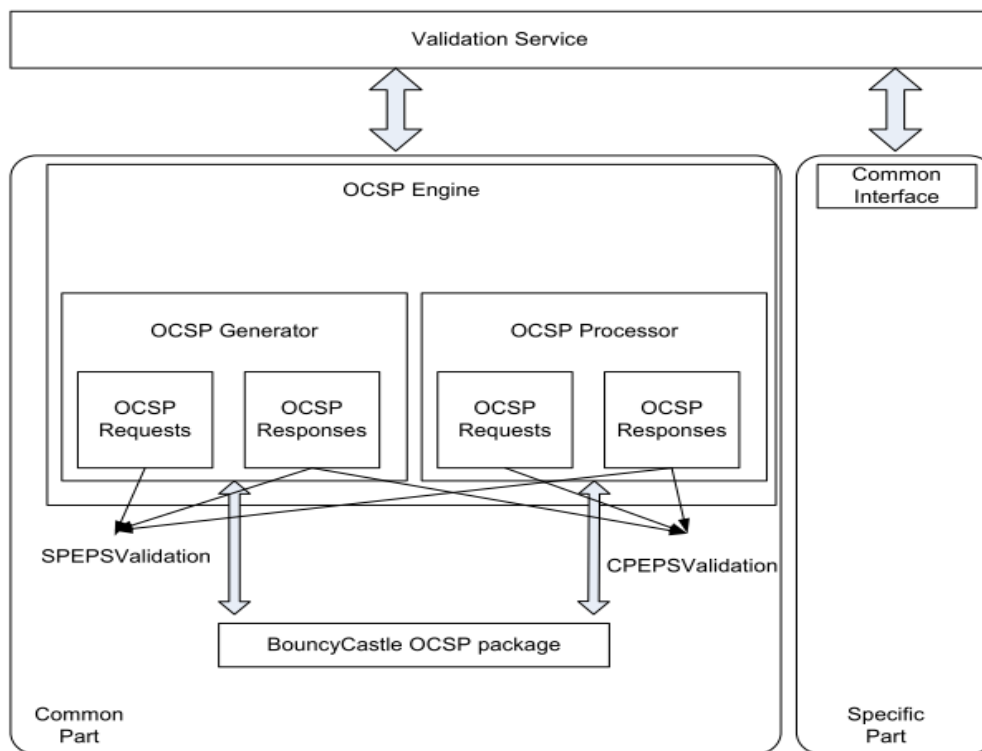 Validation Service
OCSP Engine
Common
Interface
OCSP Generator
OCSP Processor
OCSP
Requests
OCSP
Responses
OCSP
Requests
OCSP
Responses
SPEPSValidation
CPEPSValidation
BouncyCastle OCSP package
Common
Part
Specific
Part